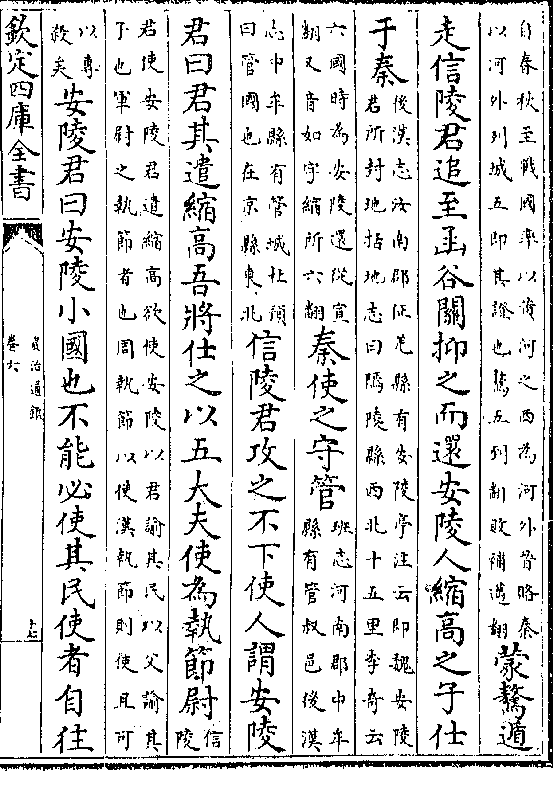 自春秋至戰國率以濱河之西為河外晉賂秦
以河外列城五即其證也驁五到翻敗補邁翻
蒙驁遁
走信陵君追至函谷關抑之而還安陵人縮高之子仕
于秦
後漢志汝南郡征羌縣有安陵亭注云即魏安陵
君所封地括地志曰鄢陵縣西北十五里李奇云
六國時為安陵還從宣
翻又音如字縮所六翻
秦使之守管
班志河南郡中牟
縣有管叔邑後漢
志中牟縣有管城杜預
曰管國也在京縣東北
信陵君攻之不下使人謂安陵
君曰君其遣縮高吾將仕之以五大夫使為執節尉
信
陵
君使安陵君遣縮高欲使安陵以君諭其民以父諭其
子也軍尉之執節者也周執節以使漢執節則使且可
以專
殺矣
安陵君曰安陵小國也不能必使其民使者自往
欽定四庫全書
資治通鑑
卷六
十七